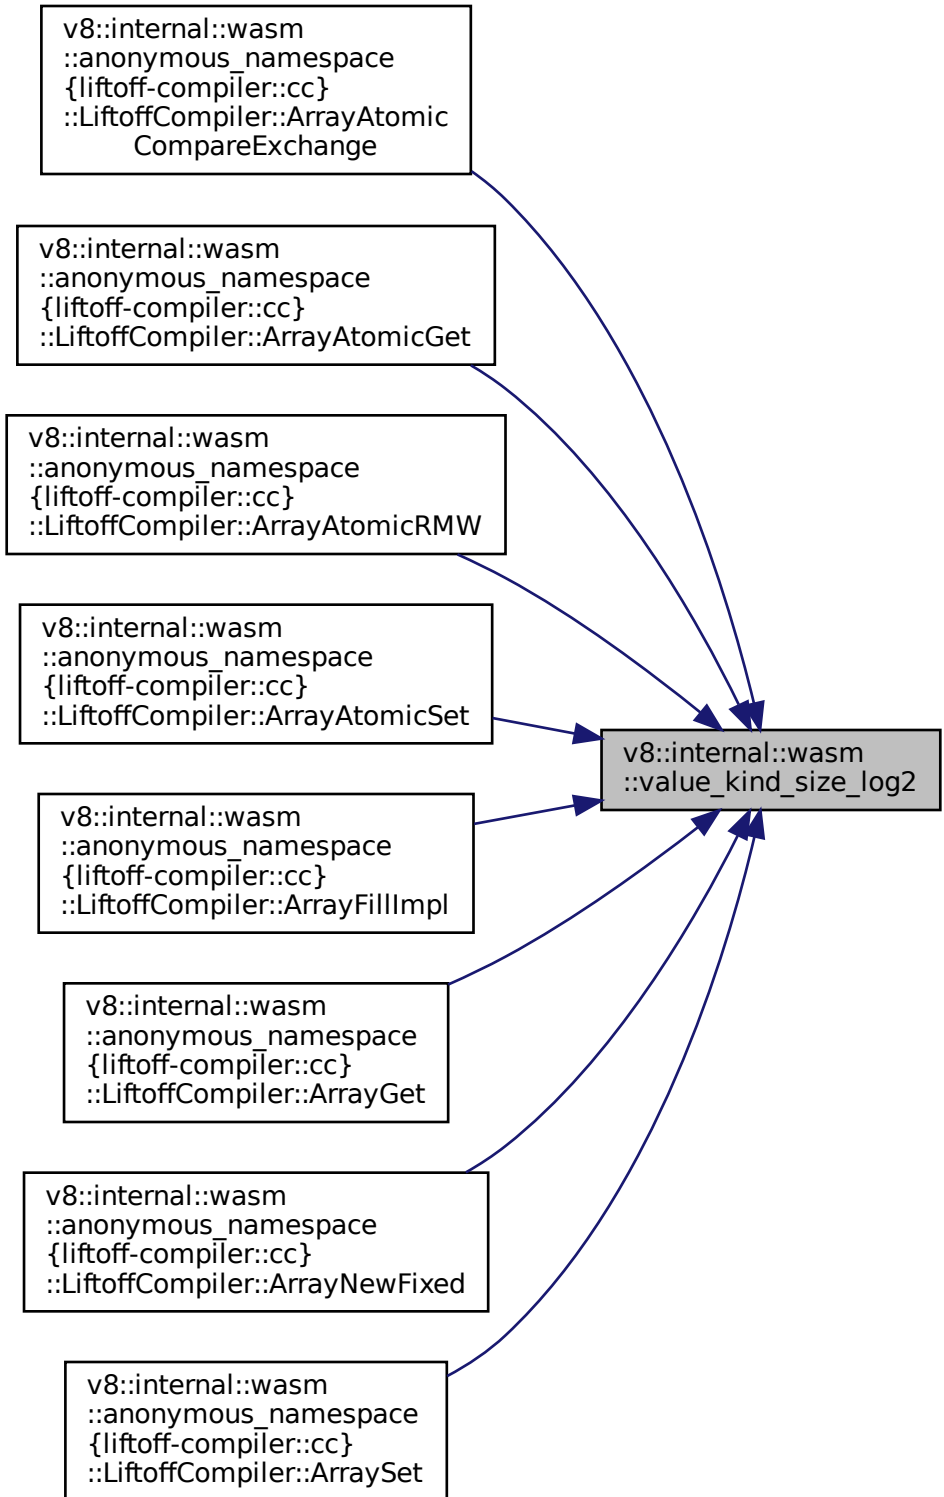 v8::internal::wasm
::anonymous_namespace
{liftoff-compiler::cc}
::LiftoffCompiler::ArrayAtomic
CompareExchange
v8::internal::wasm
::anonymous_namespace
{liftoff-compiler::cc}
::LiftoffCompiler::ArrayAtomicGet
v8::internal::wasm
::anonymous_namespace
{liftoff-compiler::cc}
::LiftoffCompiler::ArrayAtomicRMW
v8::internal::wasm
::anonymous_namespace
{liftoff-compiler::cc}
::LiftoffCompiler::ArrayAtomicSet
v8::internal::wasm
::value_kind_size_log2
v8::internal::wasm
::anonymous_namespace
{liftoff-compiler::cc}
::LiftoffCompiler::ArrayFillImpl
v8::internal::wasm
::anonymous_namespace
{liftoff-compiler::cc}
::LiftoffCompiler::ArrayGet
v8::internal::wasm
::anonymous_namespace
{liftoff-compiler::cc}
::LiftoffCompiler::ArrayNewFixed
v8::internal::wasm
::anonymous_namespace
{liftoff-compiler::cc}
::LiftoffCompiler::ArraySet